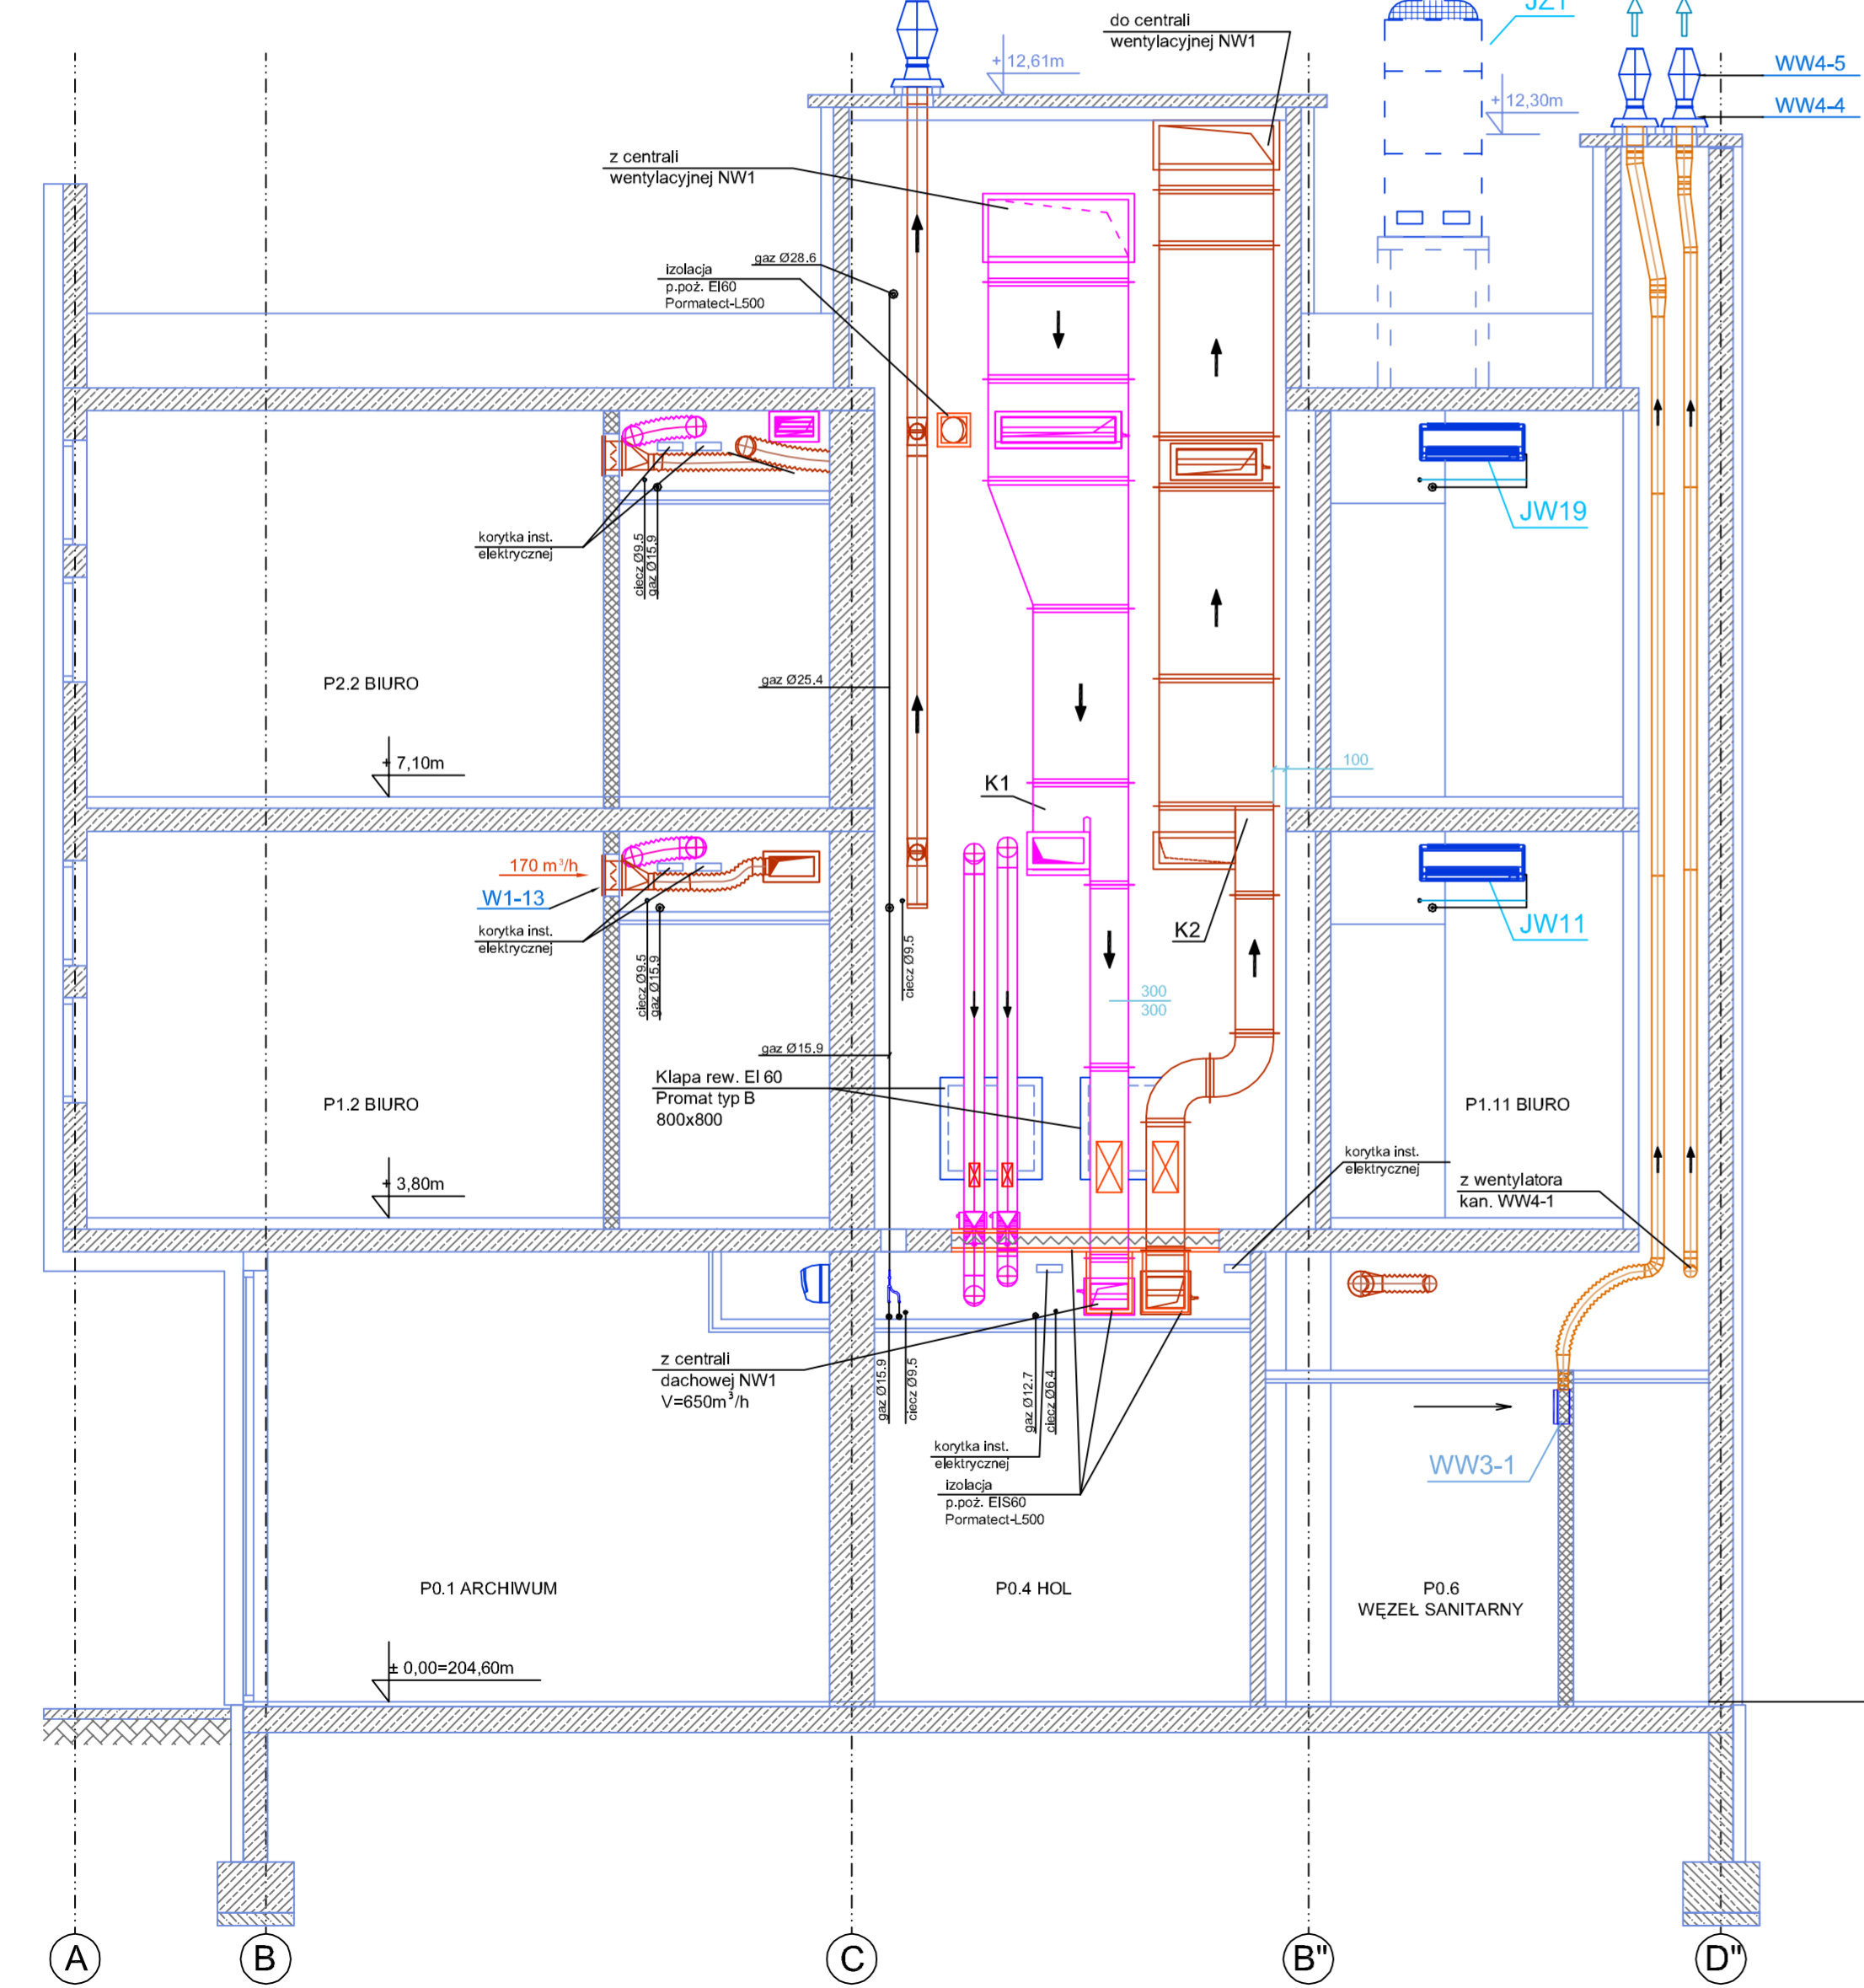 do centrali
wentylacyjnej NW1
JZ1
WW4-5
WW4-4
+ 12,61m
+ 12,30m
z centrali
wentylacyjnej NW1
gaz Ø28.6
izolacja
p.poż. EI60
Pormatect-L500
korytka inst.
elektrycznej
ciecz Ø9.5
gaz Ø15.9
JW19
P2.2 BIURO
gaz Ø25.4
+ 7,10m
100
K1
170 m³/h
W1-13
korytka inst.
elektrycznej
ciecz Ø9.5
gaz Ø15.9
ciecz Ø9.5
K2
JW11
300
300
gaz Ø15.9
Klapa rew. EI 60
Promat typ B
800x800
P1.2 BIURO
P1.11 BIURO
korytka inst.
elektrycznej
z wentylatora
kan. WW4-1
+ 3,80m
z centrali
dachowej NW1
V=650m³/h
gaz Ø15.9
ciecz Ø9.5
gaz Ø12.7
ciecz Ø6.4
korytka inst.
elektrycznej
izolacja
p.poż. EIS60
Pormatect-L500
WW3-1
P0.1 ARCHIWUM
P0.4 HOL
P0.6
WĘZEŁ SANITARNY
± 0,00=204,60m
A
B
C
B"
D"